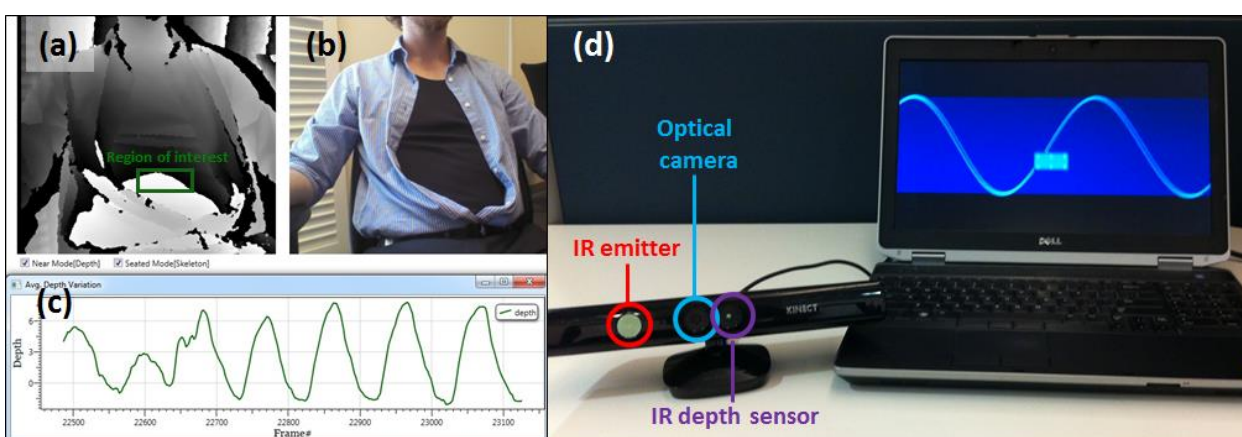 (a)
Region of interest
Near Mode[Depth] Seated Mode[Skeleton]
(b)
Avg. Depth Variation
(c)
depth
Depth
6
3
0
22500 22600 22700 22800 22900 23000 23100
Frame#
(d)
Optical
camera
IR emitter
IR depth sensor
KINECT
DELL